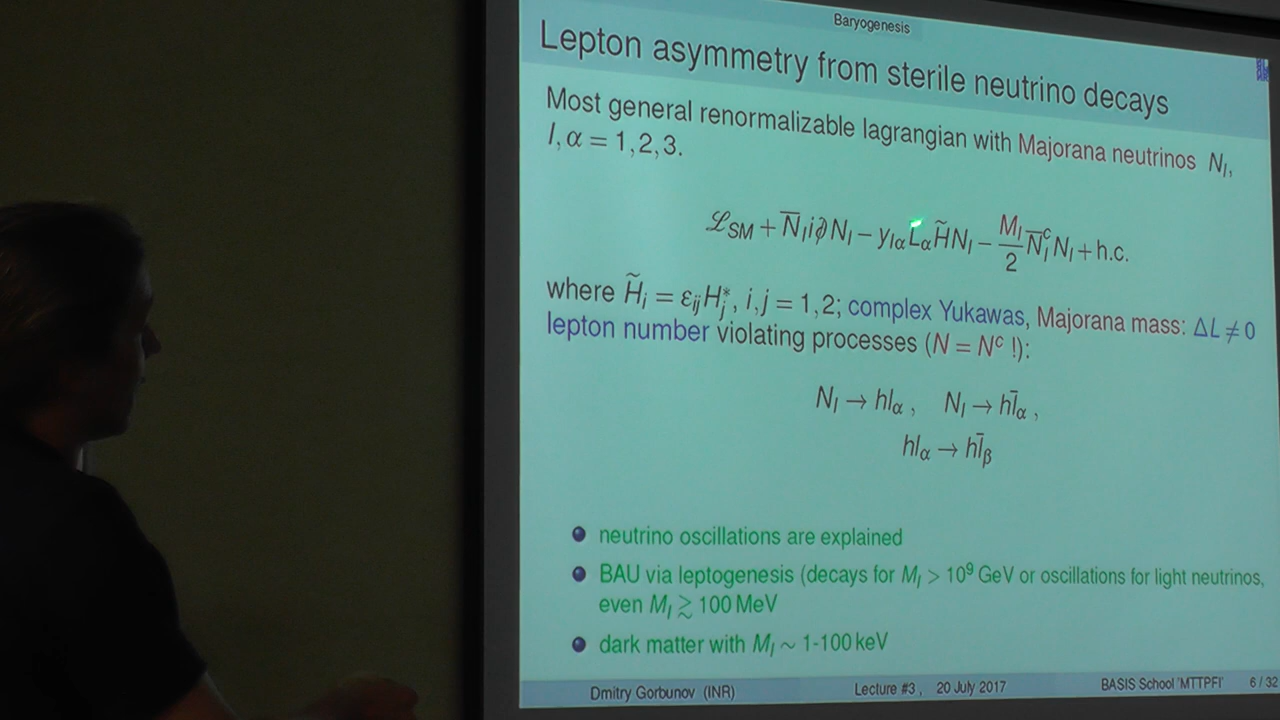 Baryogenesis
Lepton asymmetry from sterile neutrino decays
Most general renormalizable lagrangian with Majorana neutrinos N_I,
I, α = 1, 2, 3.
ℒ_SM + N̄_I i∂̸ N_I − y_Iα L̄_α H̃ N_I − M_I/2 N̄_I^c N_I + h.c.
where H̃_i = ε_ij H_j^*, i, j = 1, 2; complex Yukawas, Majorana mass: ΔL ≠ 0
lepton number violating processes (N = N^c !):
N_I → hl_α , N_I → hl̄_α ,
hl_α → hl̄_β
neutrino oscillations are explained
BAU via leptogenesis (decays for M_I > 10^9 GeV or oscillations for light neutrinos,
even M_I ≳ 100 MeV
dark matter with M_I ∼ 1-100 keV
Dmitry Gorbunov (INR) Lecture #3 , 20 July 2017 BASIS School 'MTTPFI' 6 / 32